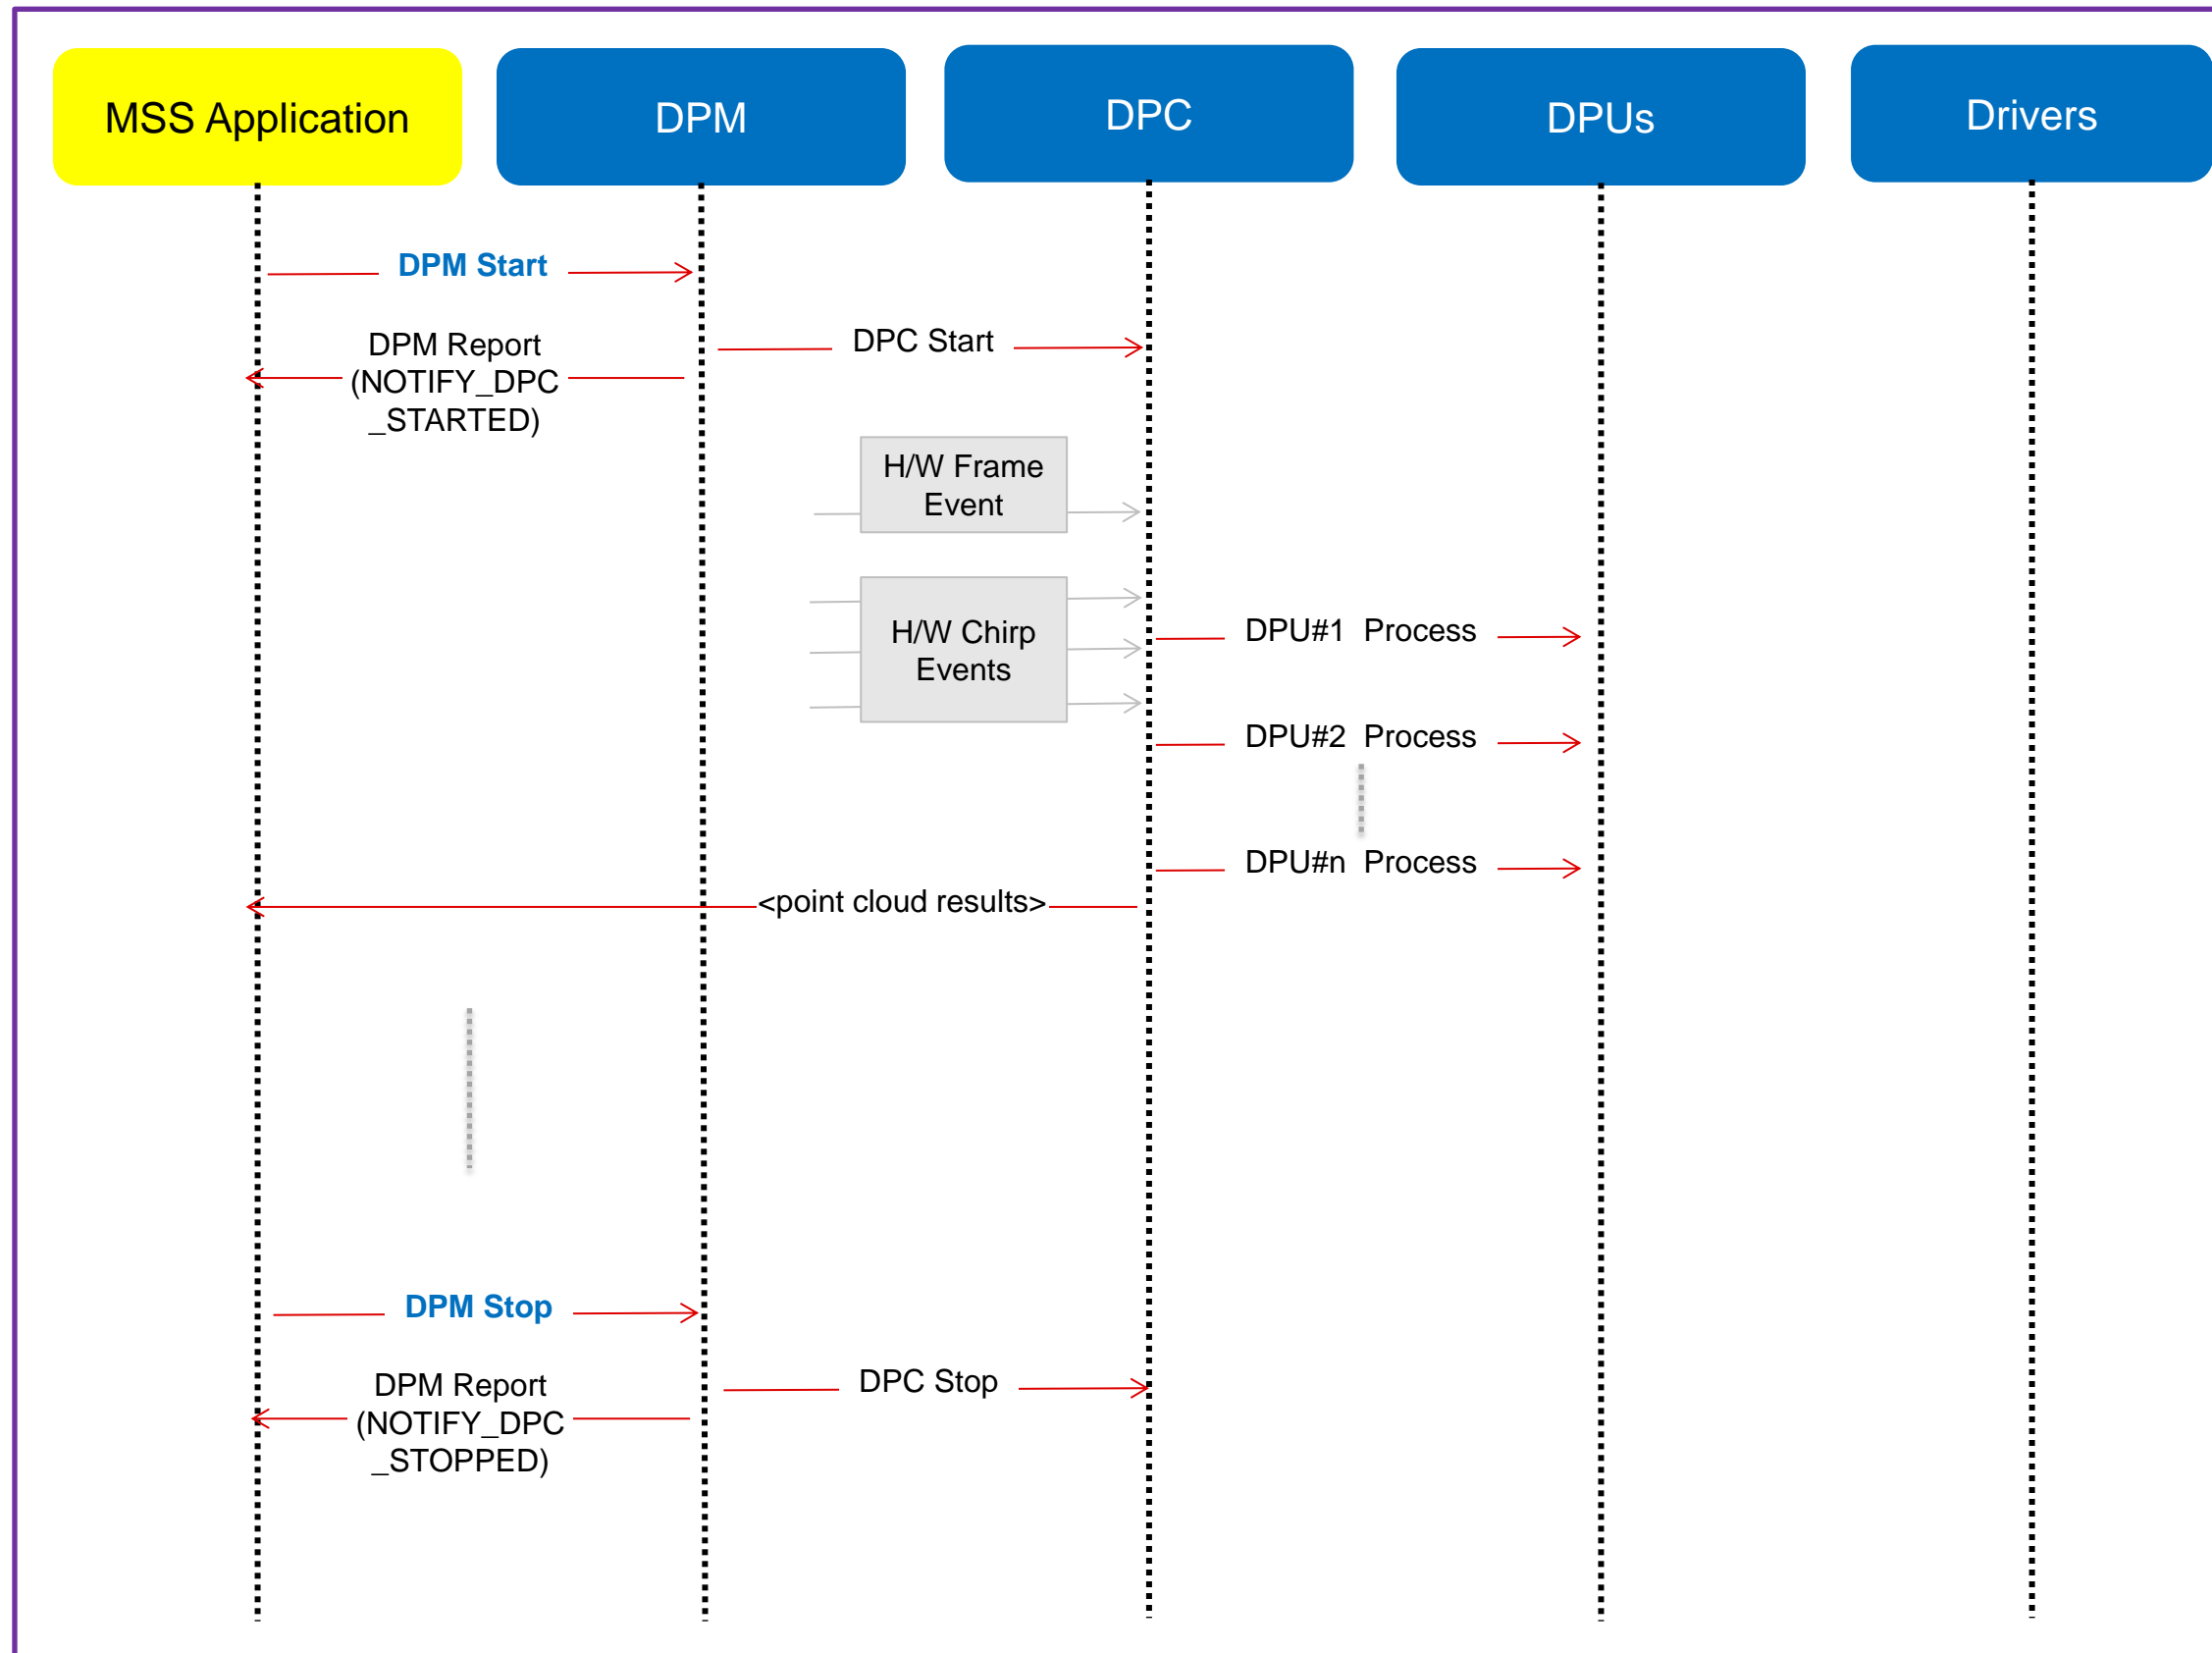 MSS Application
DPM
DPC
DPUs
Drivers
DPM Start
DPM Report
(NOTIFY_DPC
_STARTED)
DPC Start
H/W Frame
Event
H/W Chirp
Events
DPU#1 Process
DPU#2 Process
DPU#n Process
<point cloud results>
DPM Stop
DPM Report
(NOTIFY_DPC
_STOPPED)
DPC Stop